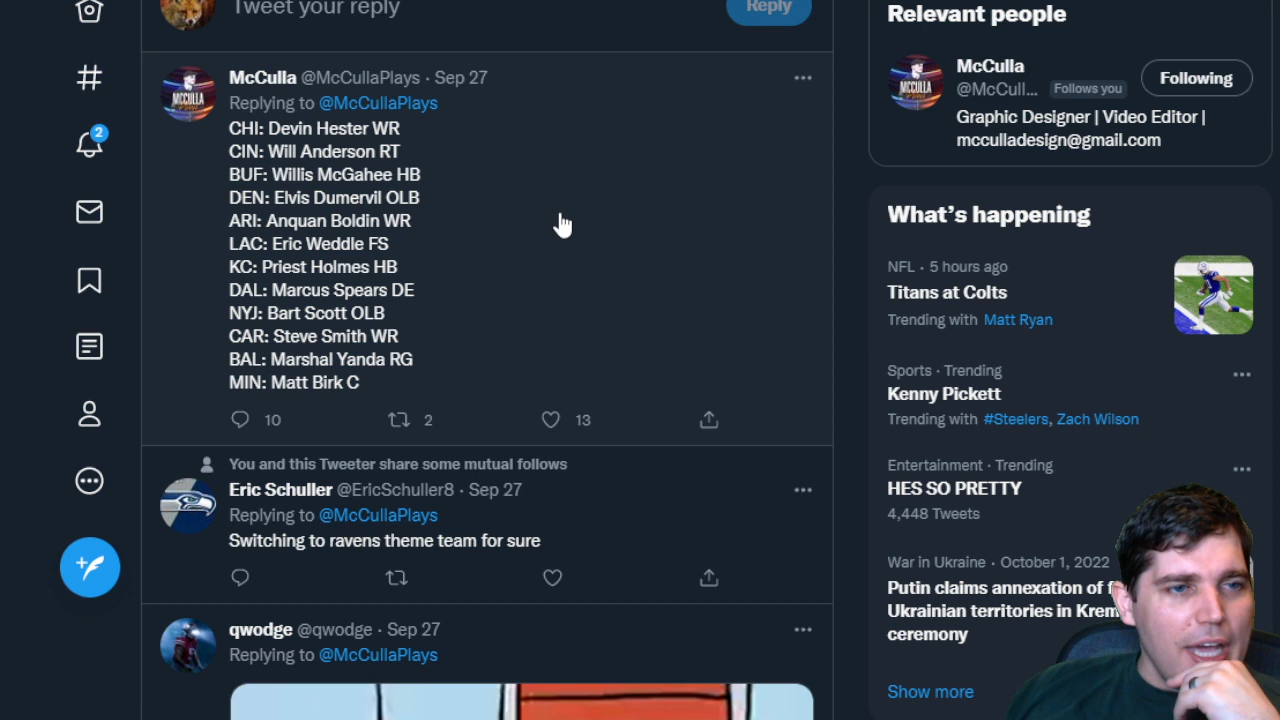 Tweet your reply
Reply
2
McCulla @McCullaPlays · Sep 27
Replying to @McCullaPlays
CHI: Devin Hester WR
CIN: Will Anderson RT
BUF: Willis McGahee HB
DEN: Elvis Dumervil OLB
ARI: Anquan Boldin WR
LAC: Eric Weddle FS
KC: Priest Holmes HB
DAL: Marcus Spears DE
NYJ: Bart Scott OLB
CAR: Steve Smith WR
BAL: Marshal Yanda RG
MIN: Matt Birk C
10 2 13
You and this Tweeter share some mutual follows
Eric Schuller @EricSchuller8 · Sep 27
Replying to @McCullaPlays
Switching to ravens theme team for sure
qwodge @qwodge · Sep 27
Replying to @McCullaPlays
Relevant people
MCCULLA
McCulla
@McCull... Follows you
Following
Graphic Designer | Video Editor |
mcculladesign@gmail.com
What's happening
NFL · 5 hours ago
Titans at Colts
Trending with Matt Ryan
Sports · Trending
Kenny Pickett
Trending with #Steelers, Zach Wilson
Entertainment · Trending
HES SO PRETTY
4,448 Tweets
War in Ukraine · October 1, 2022
Putin claims annexation of
Ukrainian territories in Krem
ceremony
Show more